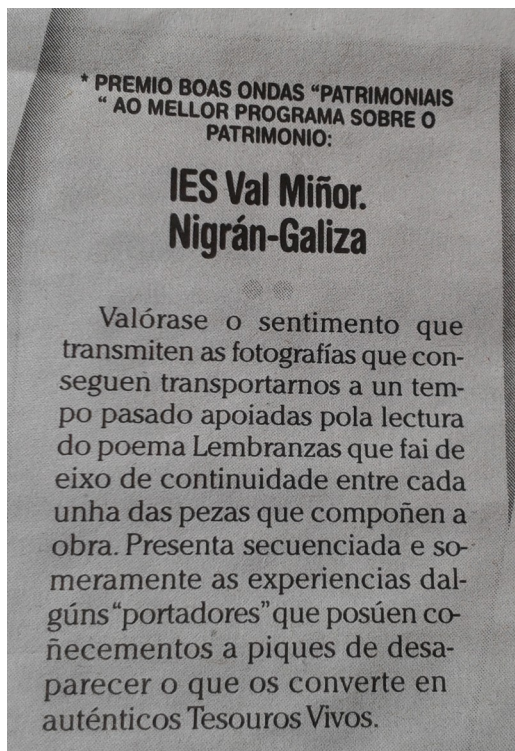 * PREMIO BOAS ONDAS “PATRIMONIAIS
“ AO MELLOR PROGRAMA SOBRE O
PATRIMONIO:
IES Val Miñor.
Nigrán-Galiza
Valórase o sentimento que
transmiten as fotografías que con-
seguen transportarnos a un tem-
po pasado apoiadas pola lectura
do poema Lembranzas que fai de
eixo de continuidade entre cada
unha das pezas que compoñen a
obra. Presenta secuenciada e so-
meramente as experiencias dal-
gúns “portadores” que posúen co-
ñecementos a piques de desa-
parecer o que os converte en
auténticos Tesouros Vivos.